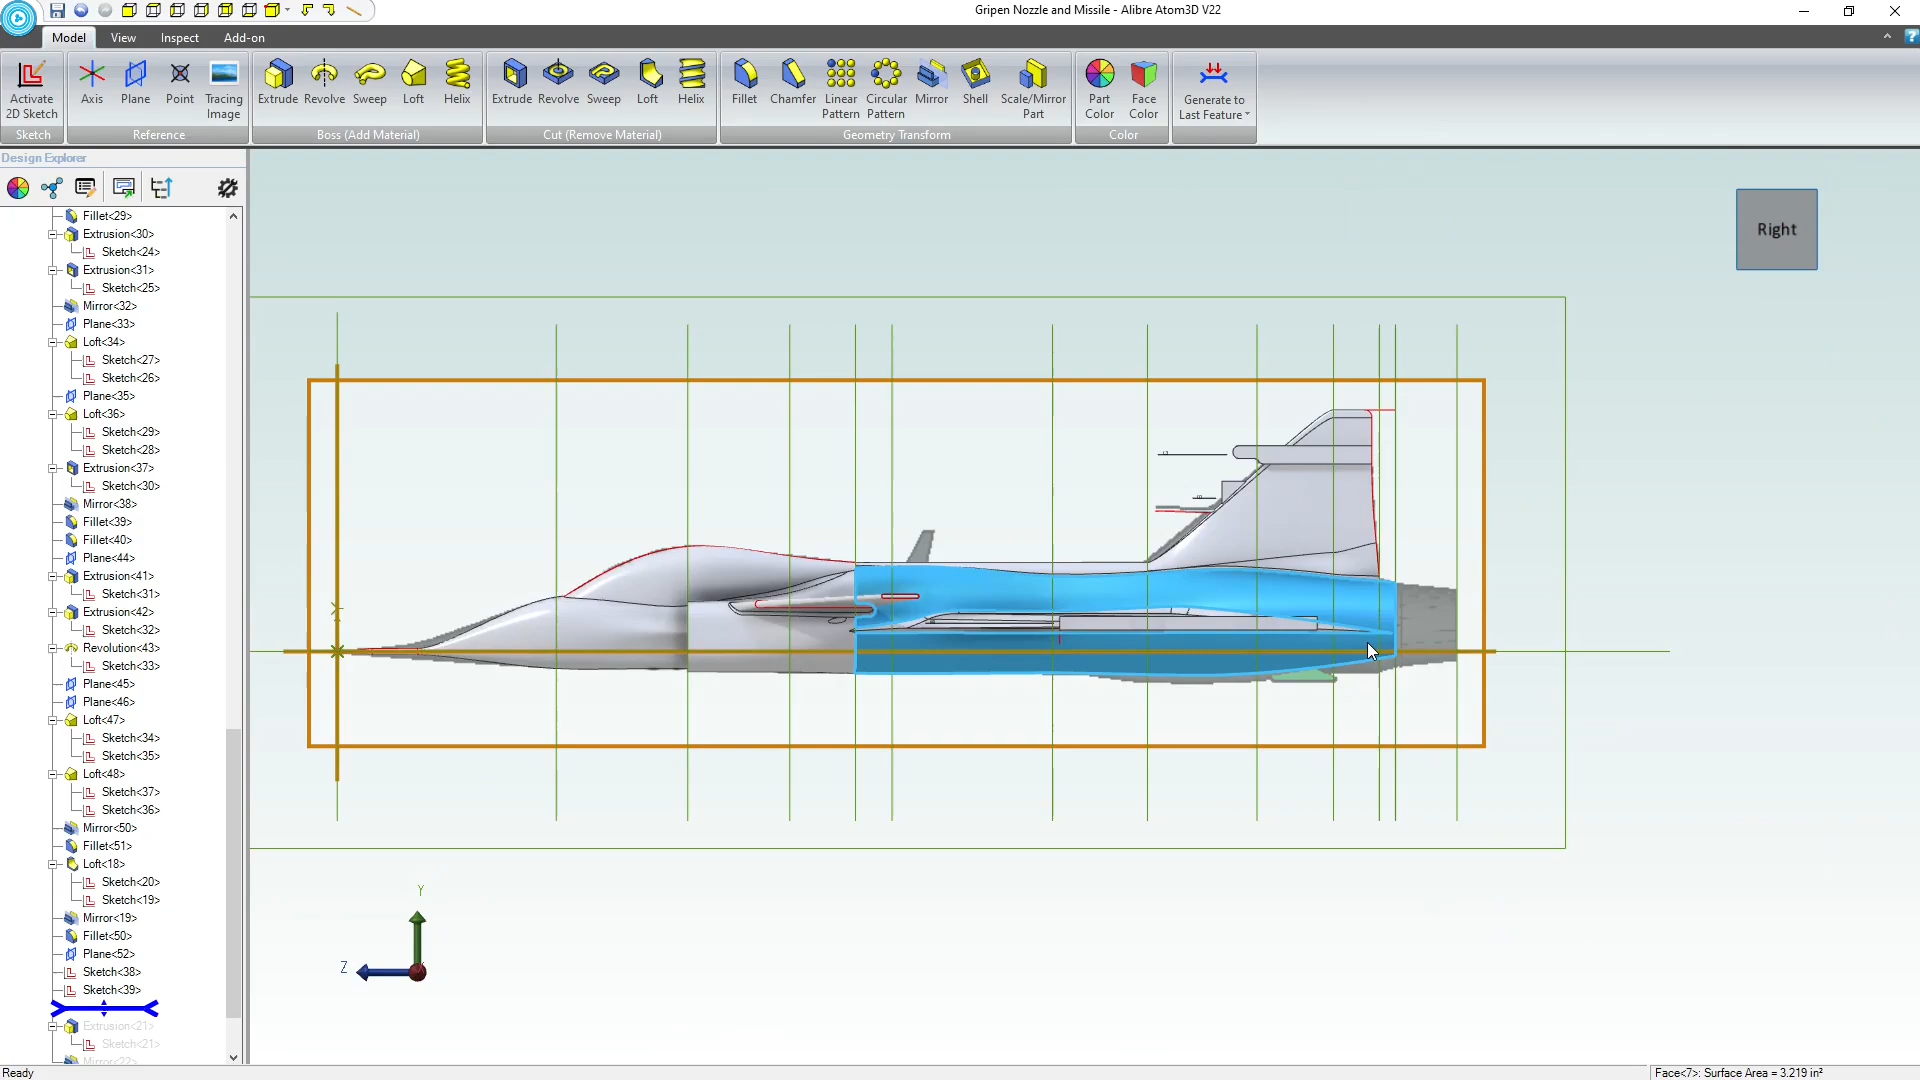 Gripen Nozzle and Missile - Alibre Atom3D V22
Model View Inspect Add-on
Activate 2D Sketch
Axis Plane Point Tracing Image
Extrude Revolve Sweep Loft Helix
Extrude Revolve Sweep Loft Helix
Fillet Chamfer Linear Pattern Circular Pattern Mirror Shell Scale/Mirror Part
Part Color Face Color
Generate to Last Feature
Sketch Reference Boss (Add Material) Cut (Remove Material) Geometry Transform Color
Design Explorer
Fillet<29>
Extrusion<30>
Sketch<24>
Extrusion<31>
Sketch<25>
Mirror<32>
Plane<33>
Loft<34>
Sketch<27>
Sketch<26>
Plane<35>
Loft<36>
Sketch<29>
Sketch<28>
Extrusion<37>
Sketch<30>
Mirror<38>
Fillet<39>
Fillet<40>
Plane<44>
Extrusion<41>
Sketch<31>
Extrusion<42>
Sketch<32>
Revolution<43>
Sketch<33>
Plane<45>
Plane<46>
Loft<47>
Sketch<34>
Sketch<35>
Loft<48>
Sketch<37>
Sketch<36>
Mirror<50>
Fillet<51>
Loft<18>
Sketch<20>
Sketch<19>
Mirror<19>
Fillet<50>
Plane<52>
Sketch<38>
Sketch<39>
Extrusion<21>
Sketch<21>
Mirror<22>
Right
Y
Z
Ready
Face<7>: Surface Area = 3.219 in²